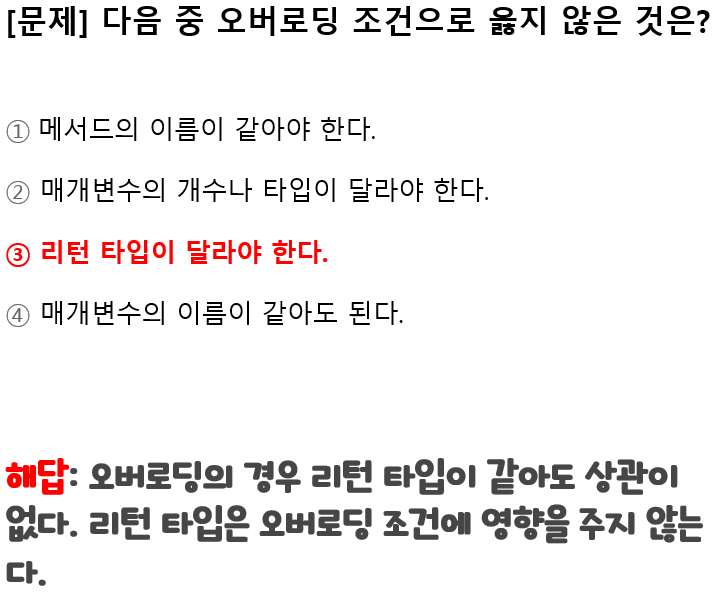 [문제] 다음 중 오버로딩 조건으로 옳지 않은 것은?
① 메서드의 이름이 같아야 한다.
② 매개변수의 개수나 타입이 달라야 한다.
③ 리턴 타입이 달라야 한다.
④ 매개변수의 이름이 같아도 된다.
해답: 오버로딩의 경우 리턴 타입이 같아도 상관이
없다. 리턴 타입은 오버로딩 조건에 영향을 주지 않는
다.